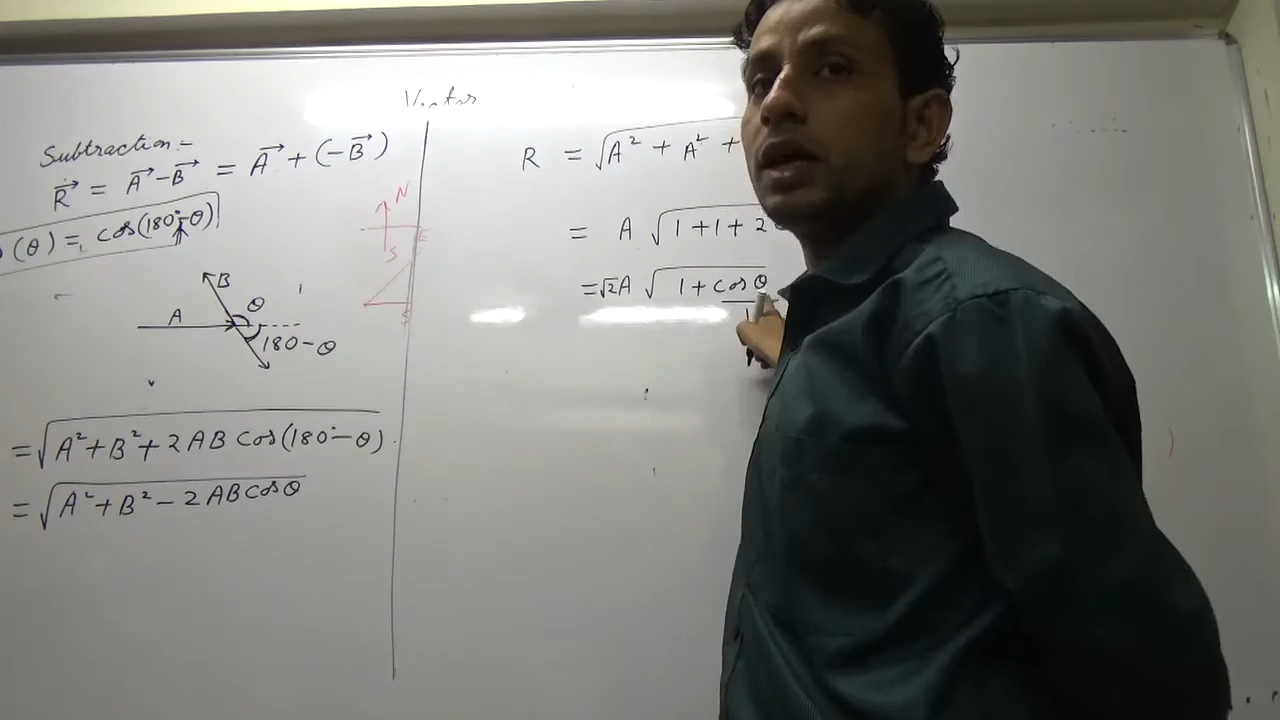 Vector
Subtraction:-
R⃗ = A⃗ - B⃗ = A⃗ + (-B⃗)
(θ) = cos(180° - θ)
N
E
S
B
θ
A
180 - θ
= √(A² + B² + 2AB cos(180° - θ))
= √(A² + B² - 2AB cosθ)
R = √A² + A² +
= A √1 + 1 + 2
= √2A √1 + cosθ